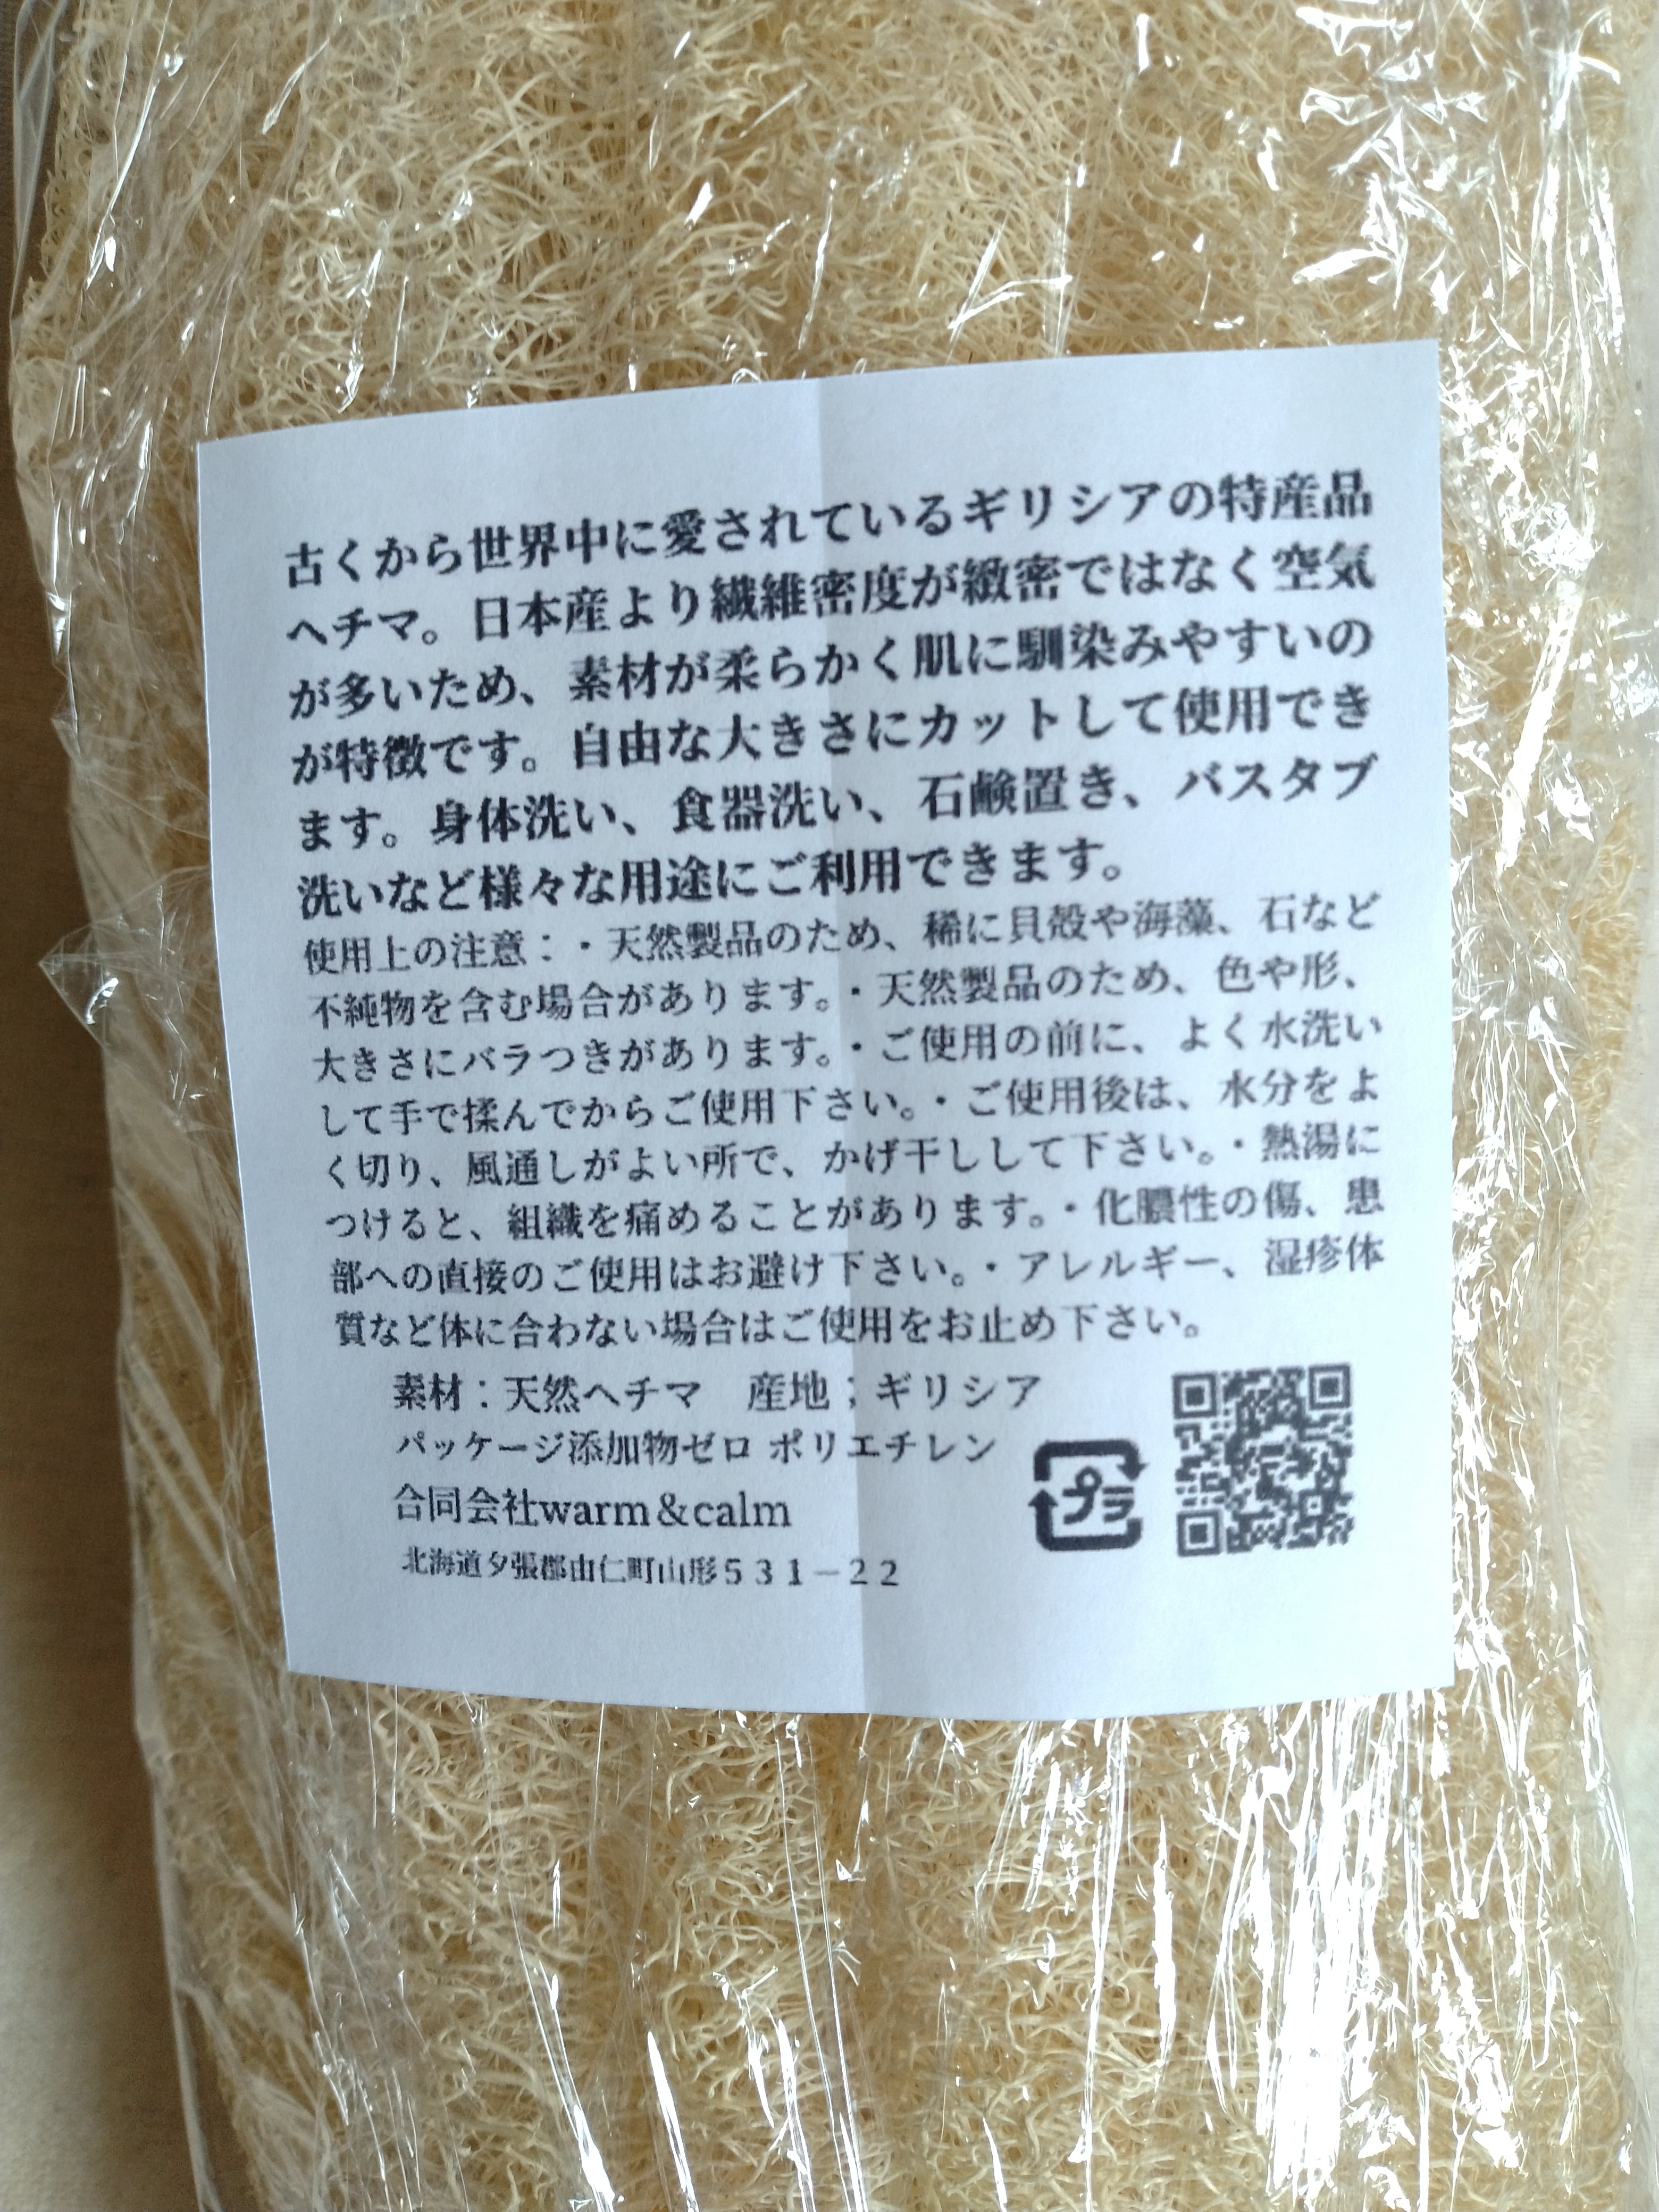 古くから世界中に愛されているギリシアの特産品
ヘチマ。日本産より繊維密度が緻密ではなく空気
が多いため、素材が柔らかく肌に馴染みやすいの
が特徴です。自由な大きさにカットして使用でき
ます。身体洗い、食器洗い、石鹸置き、バスタブ
洗いなど様々な用途にご利用できます。
使用上の注意：・天然製品のため、稀に貝殻や海藻、石など
不純物を含む場合があります。・天然製品のため、色や形、
大きさにバラつきがあります。・ご使用の前に、よく水洗い
して手で揉んでからご使用下さい。・ご使用後は、水分をよ
く切り、風通しがよい所で、かげ干しして下さい。・熱湯に
つけると、組織を痛めることがあります。・化膿性の傷、患
部への直接のご使用はお避け下さい。・アレルギー、湿疹体
質など体に合わない場合はご使用をお止め下さい。
素材：天然ヘチマ　産地；ギリシア
パッケージ添加物ゼロ ポリエチレン
プラ
合同会社warm＆calm
北海道夕張郡由仁町山形５３１－２２